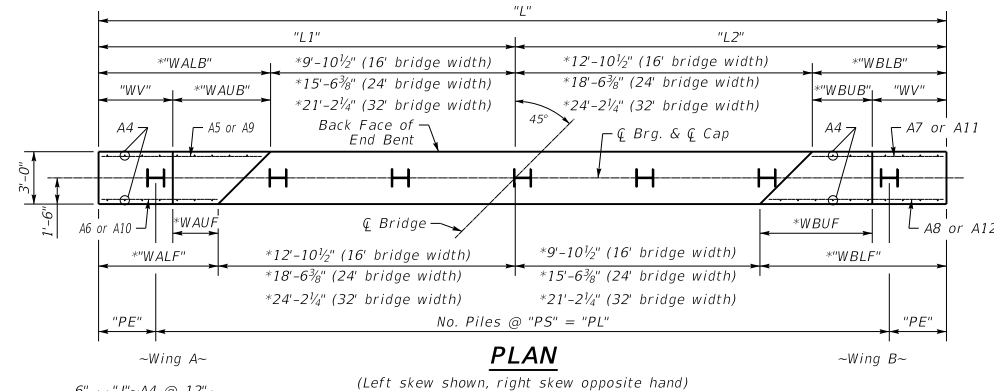 "L"
"L1" "L2"
*"WALB" *9'-10½" (16' bridge width) *12'-10½" (16' bridge width) *"WBLB"
"WV" *"WAUB" *15'-6⅜" (24' bridge width) *18'-6⅜" (24' bridge width) *"WBUB" "WV"
*21'-2¼" (32' bridge width) *24'-2¼" (32' bridge width)
A4 A5 or A9 Back Face of 45° ℄ Brg. & ℄ Cap A4 A7 or A11
End Bent
3'-0"
1'-6"
A6 or A10 *"WAUF ℄ Bridge *"WBUF A8 or A12
*"WALF" *12'-10½" (16' bridge width) *9'-10½" (16' bridge width) *"WBLF"
*18'-6⅜" (24' bridge width) *15'-6⅜" (24' bridge width)
*24'-2¼" (32' bridge width) *21'-2¼" (32' bridge width)
"PE" No. Piles @ "PS" = "PL" "PE"
~Wing A~ PLAN ~Wing B~
(Left skew shown, right skew opposite hand)